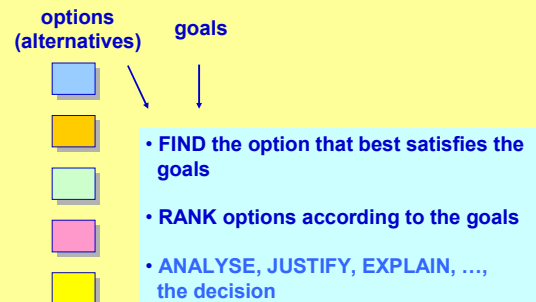 options
(alternatives)
goals
• FIND the option that best satisfies the
goals
• RANK options according to the goals
• ANALYSE, JUSTIFY, EXPLAIN, …,
the decision